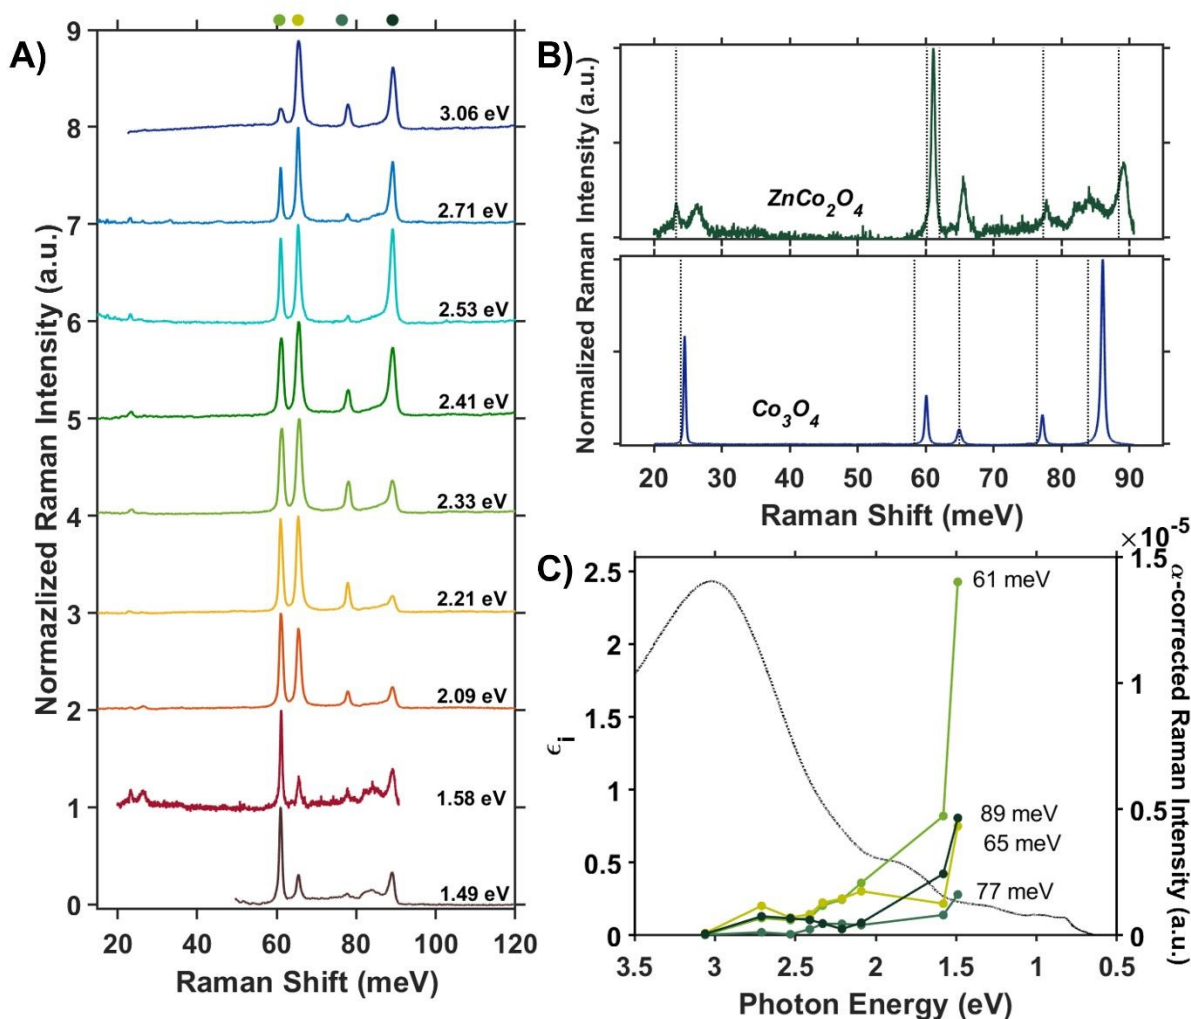 A)
Normazlized Raman Intensity (a.u.)
9
8
7
6
5
4
3
2
1
0
3.06 eV
2.71 eV
2.53 eV
2.41 eV
2.33 eV
2.21 eV
2.09 eV
1.58 eV
1.49 eV
20 40 60 80 100 120
Raman Shift (meV)
B)
Normalized Raman Intensity (a.u.)
ZnCo2O4
Co3O4
20 30 40 50 60 70 80 90
Raman Shift (meV)
C)
×10-5
ϵi
2.5
2
1.5
1
0.5
0
61 meV
89 meV
65 meV
77 meV
1.5
1
0.5
0
α-corrected Raman Intensity (a.u.)
3.5 3 2.5 2 1.5 1 0.5
Photon Energy (eV)